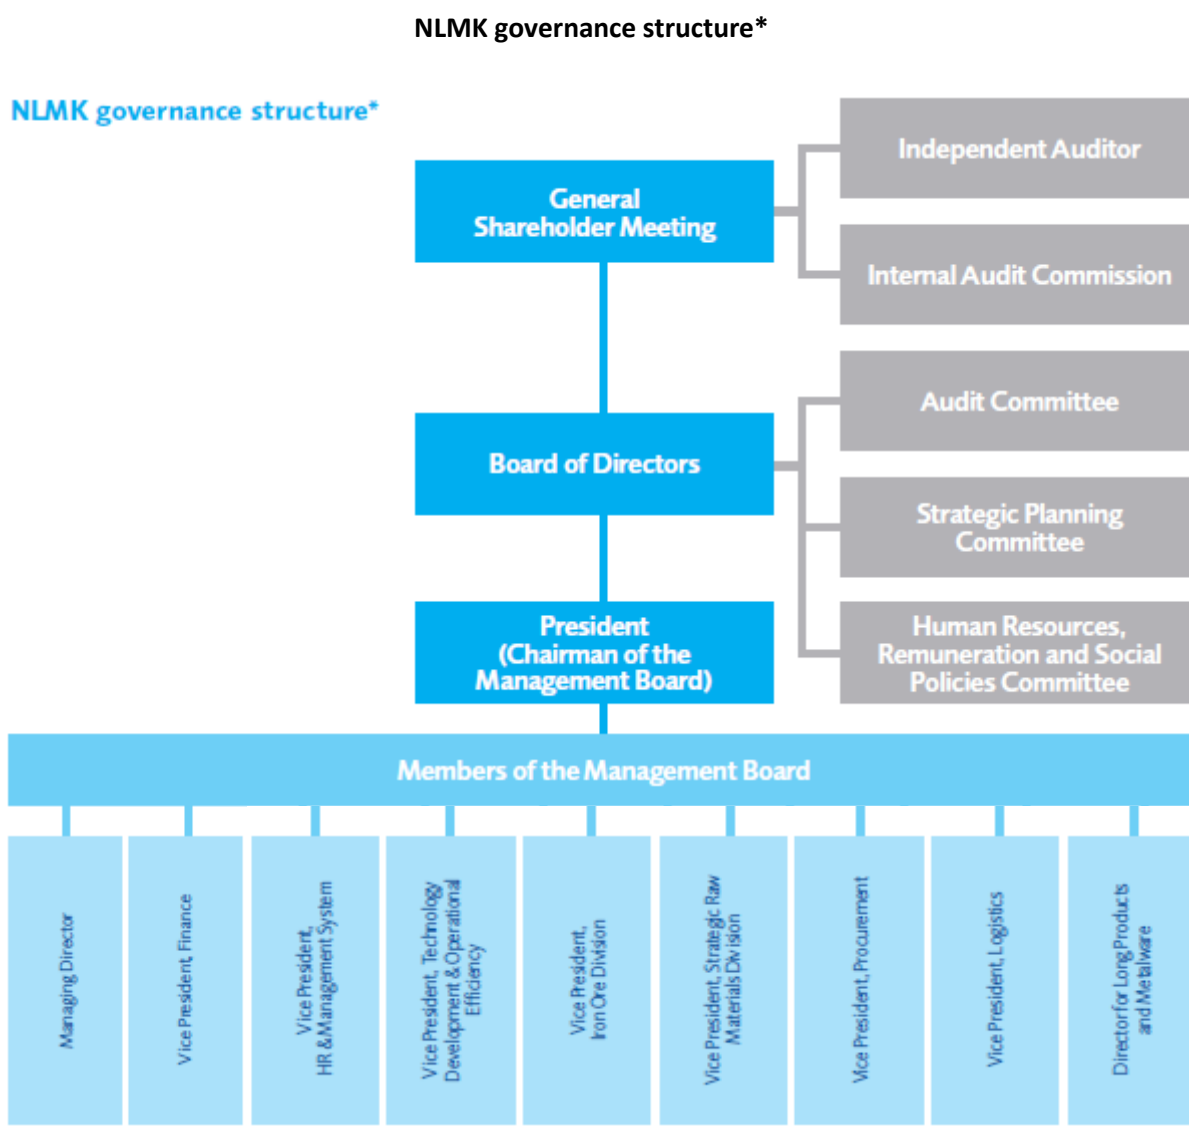 NLMK governance structure*
NLMK governance structure*
Independent Auditor
General
Shareholder Meeting
Internal Audit Commission
Audit Committee
Board of Directors
Strategic Planning
Committee
President
(Chairman of the
Management Board)
Human Resources,
Remuneration and Social
Policies Committee
Members of the Management Board
Managing Director
Vice President, Finance
Vice President,
HR & Management System
Vice President, Technology
Development & Operational
Efficiency
Vice President,
Iron Ore Division
Vice President, Strategic Raw
Materials Division
Vice President, Procurement
Vice President, Logistics
Director for Long Products
and Metalware